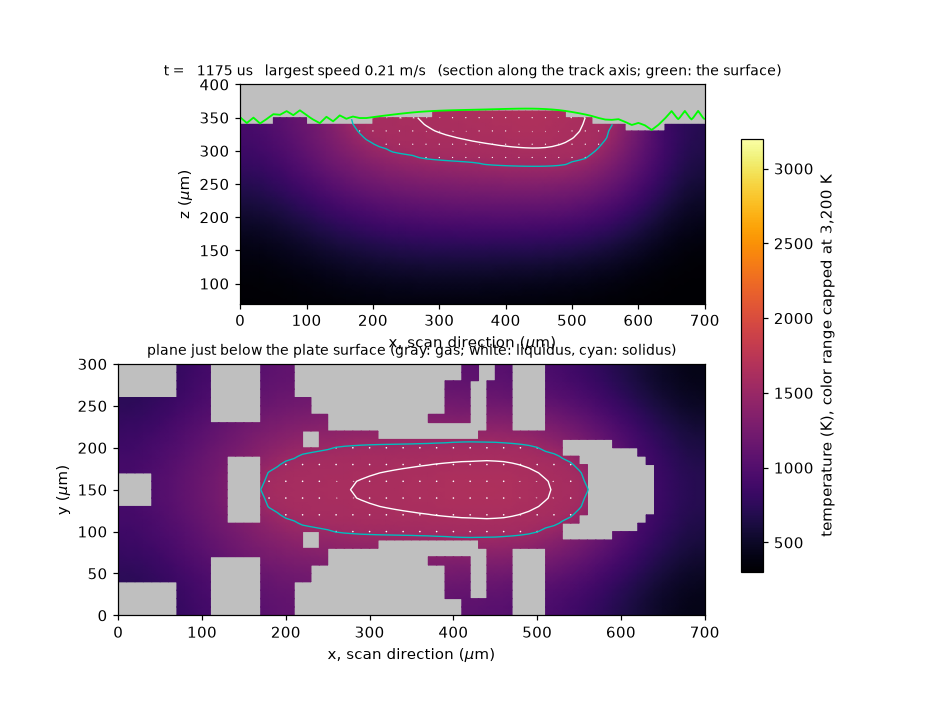 t =   1175 us   largest speed 0.21 m/s   (section along the track axis; green: the surface)
400
350
300
250
200
150
100
z (μm)
0 100 200 300 400 500 600 700
x, scan direction (μm)
plane just below the plate surface (gray: gas; white: liquidus, cyan: solidus)
300
250
200
150
100
50
0
y (μm)
0 100 200 300 400 500 600 700
x, scan direction (μm)
3000
2500
2000
1500
1000
500
temperature (K), color range capped at 3,200 K